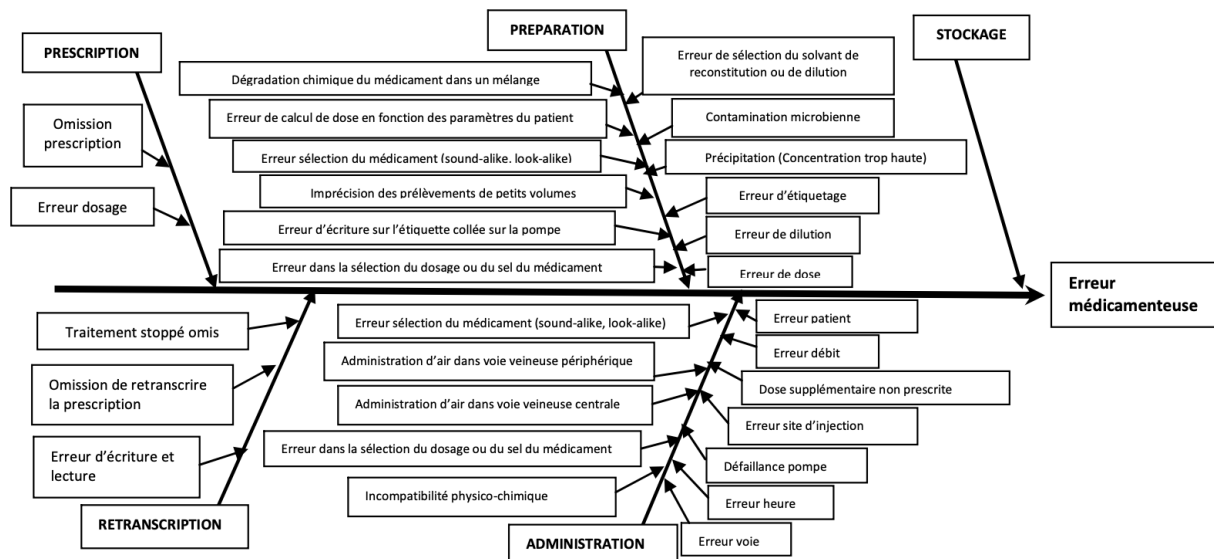 PRESCRIPTION
Omission
prescription
Erreur dosage
PREPARATION
Dégradation chimique du médicament dans un mélange
Erreur de calcul de dose en fonction des paramètres du patient
Erreur sélection du médicament (sound-alike, look-alike)
Imprécision des prélèvements de petits volumes
Erreur d'écriture sur l'étiquette collée sur la pompe
Erreur dans la sélection du dosage ou du sel du médicament
Erreur de sélection du solvant de
reconstitution ou de dilution
Contamination microbienne
Précipitation (Concentration trop haute)
Erreur d'étiquetage
Erreur de dilution
Erreur de dose
STOCKAGE
Erreur
médicamenteuse
Traitement stoppé omis
Omission de retranscrire
la prescription
Erreur d'écriture et
lecture
RETRANSCRIPTION
Erreur sélection du médicament (sound-alike, look-alike)
Administration d'air dans voie veineuse périphérique
Administration d'air dans voie veineuse centrale
Erreur dans la sélection du dosage ou du sel du médicament
Incompatibilité physico-chimique
Erreur patient
Erreur débit
Dose supplémentaire non prescrite
Erreur site d'injection
Défaillance pompe
Erreur heure
Erreur voie
ADMINISTRATION